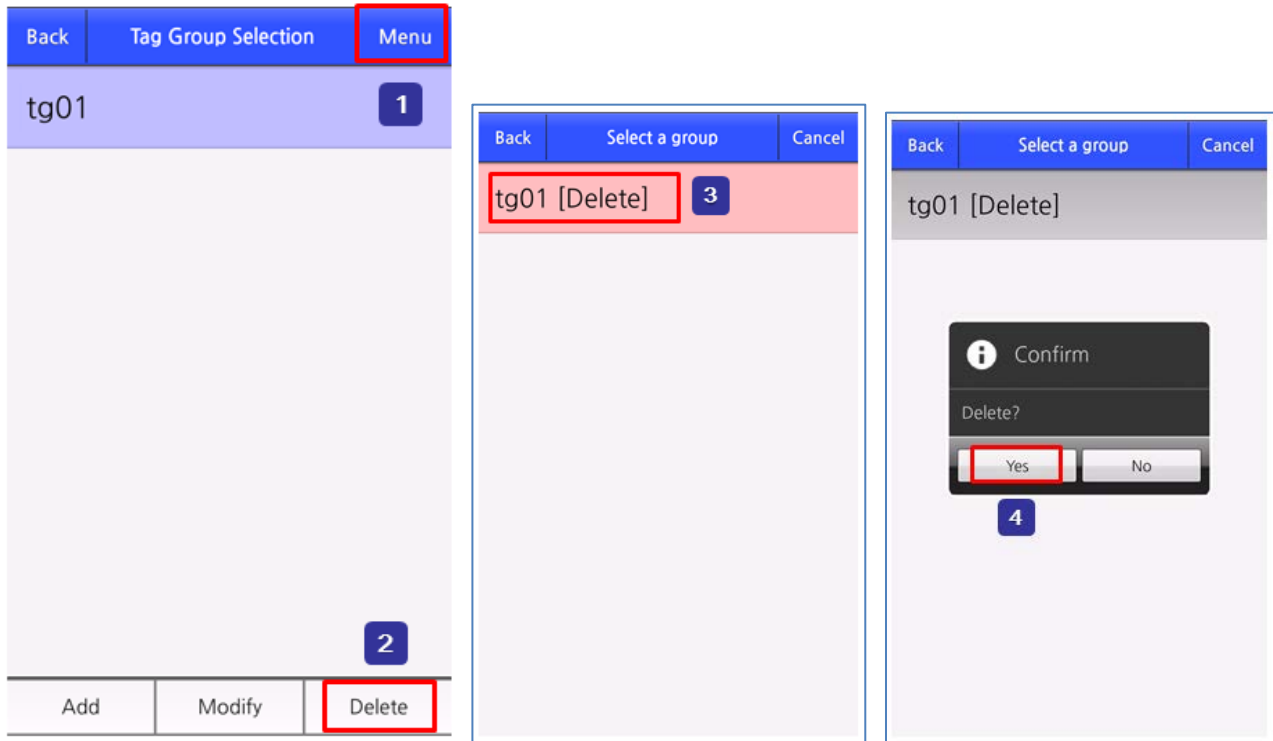 Back Tag Group Selection Menu
tg01 1
2
Add Modify Delete
Back Select a group Cancel
tg01 [Delete] 3
Back Select a group Cancel
tg01 [Delete]
Confirm
Delete?
Yes No
4